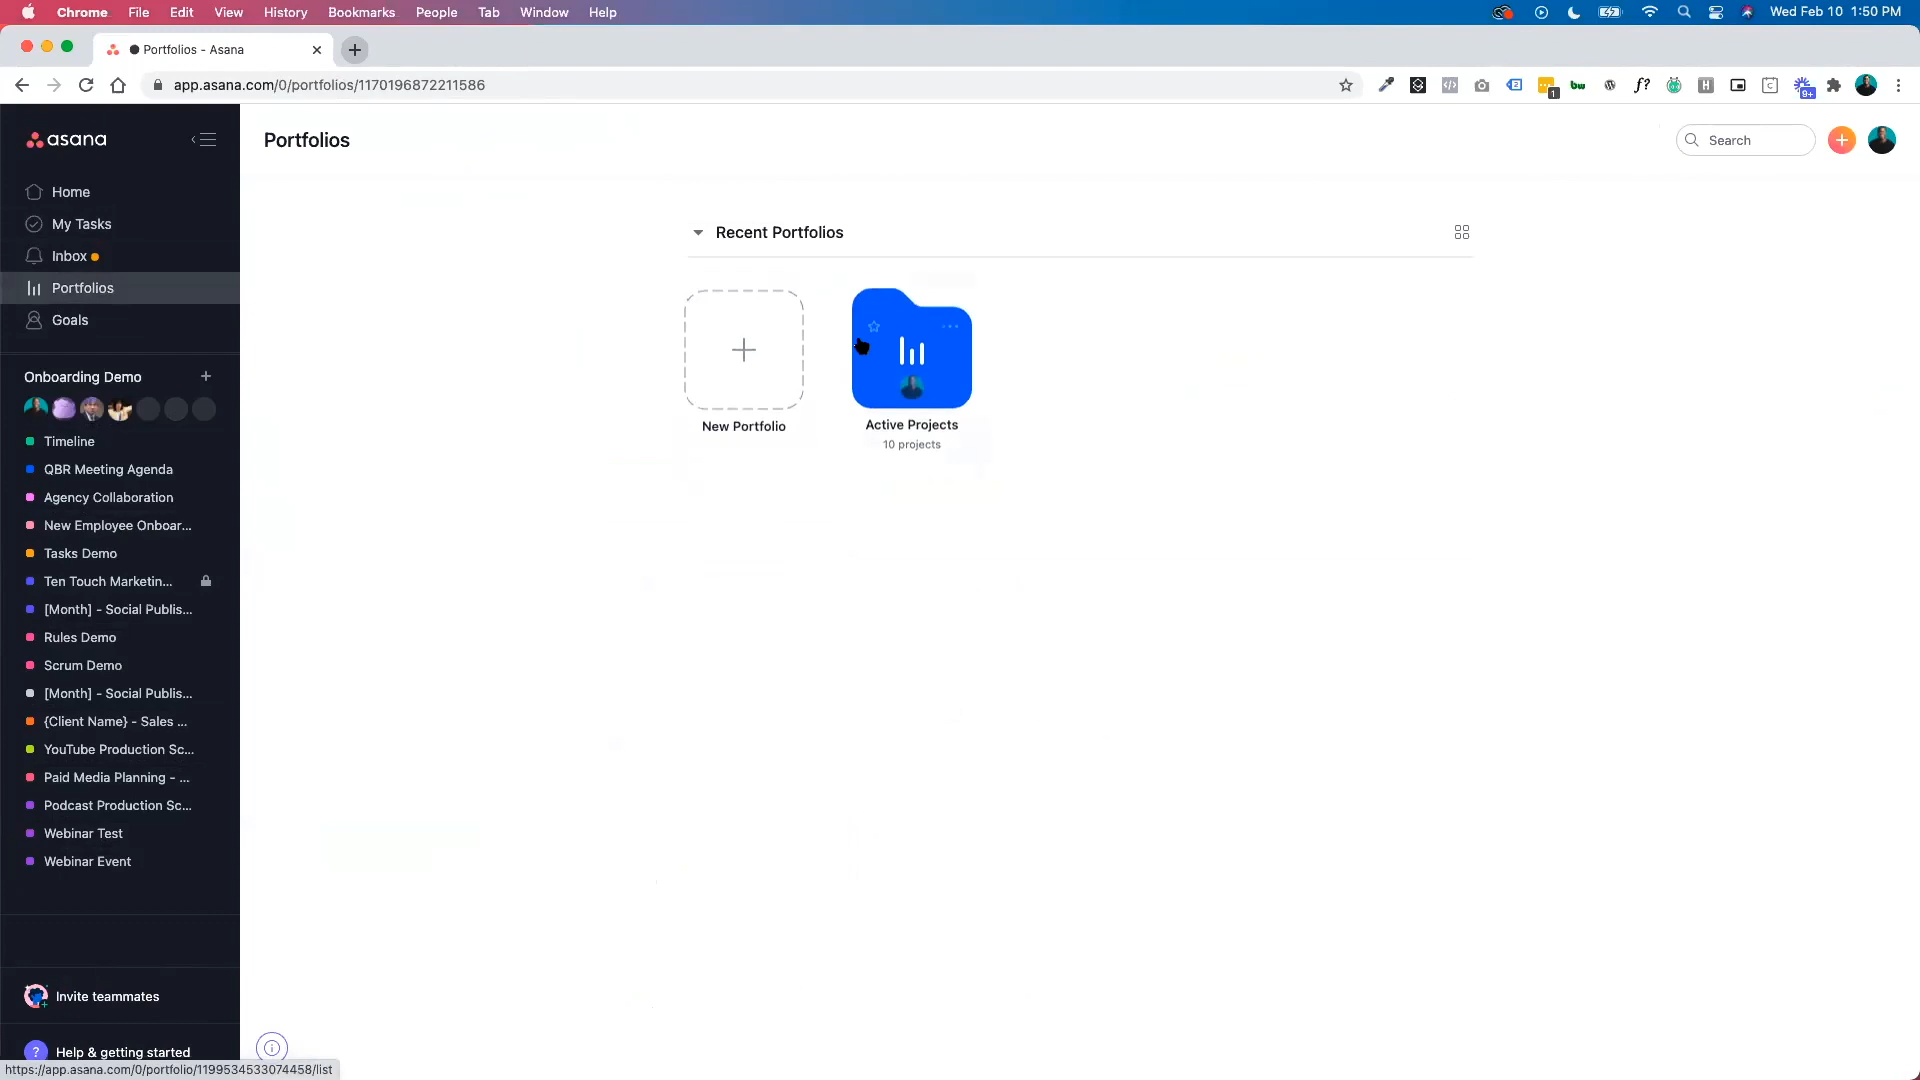 Chrome File Edit View History Bookmarks People Tab Window Help
Wed Feb 10 1:50 PM
Portfolios - Asana
app.asana.com/0/portfolios/1170196872211586
bw
f?
H
C
1
9+
asana
Portfolios
Search
Home
My Tasks
Inbox
Portfolios
Goals
Recent Portfolios
New Portfolio
Active Projects
10 projects
Onboarding Demo
Timeline
QBR Meeting Agenda
Agency Collaboration
New Employee Onboar...
Tasks Demo
Ten Touch Marketin...
[Month] - Social Publis...
Rules Demo
Scrum Demo
[Month] - Social Publis...
{Client Name} - Sales ...
YouTube Production Sc...
Paid Media Planning - ...
Podcast Production Sc...
Webinar Test
Webinar Event
Invite teammates
? Help & getting started
https://app.asana.com/0/portfolio/1199534533074458/list